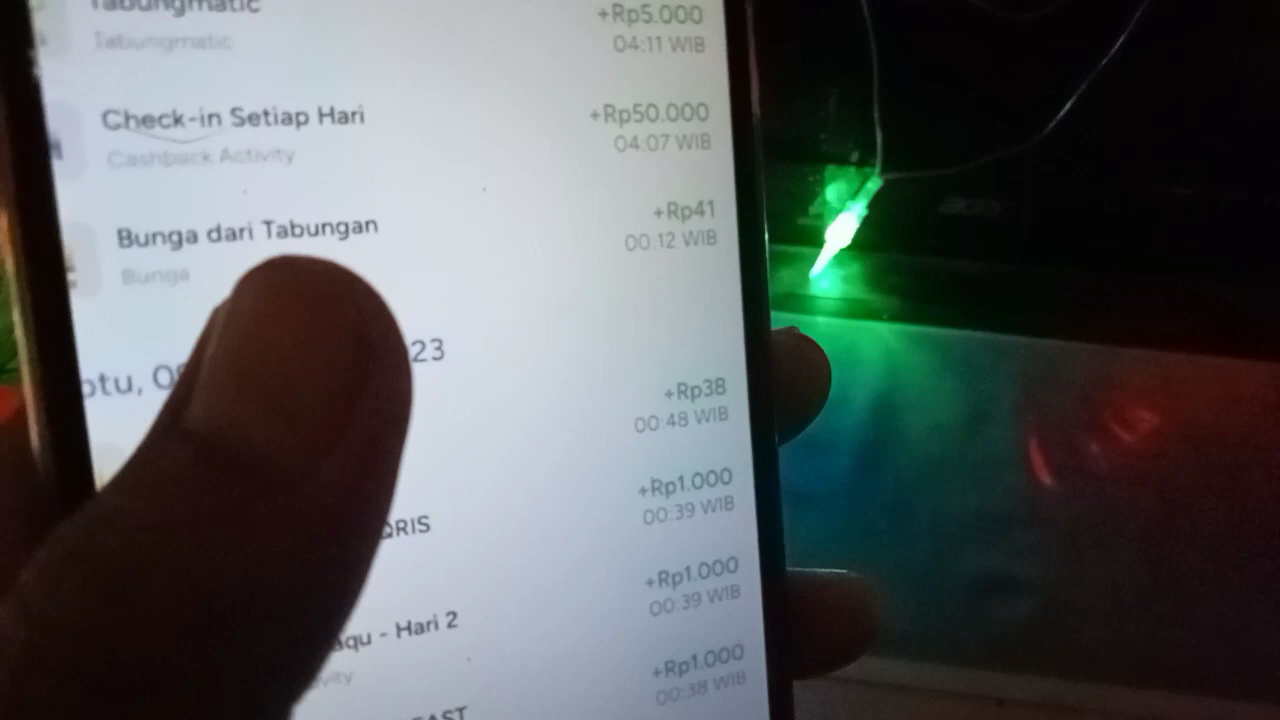 Tabungmatic
+Rp5.000
Tabungmatic
04:11 WIB
Check-in Setiap Hari
+Rp50.000
Cashback Activity
04:07 WIB
Bunga dari Tabungan
+Rp41
Bunga
00:12 WIB
23
+Rp38
00:48 WIB
+Rp1.000
QRIS
00:39 WIB
+Rp1.000
aqu - Hari 2
00:39 WIB
+Rp1.000
00:38 WIB